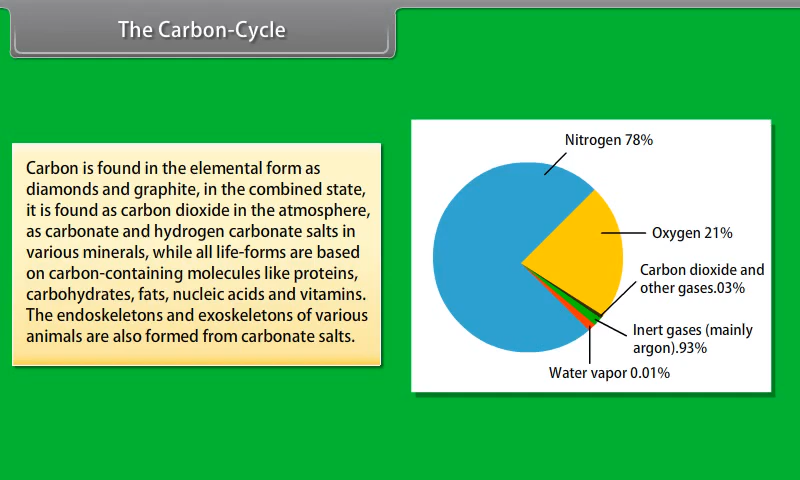 The Carbon-Cycle
Carbon is found in the elemental form as
diamonds and graphite, in the combined state,
it is found as carbon dioxide in the atmosphere,
as carbonate and hydrogen carbonate salts in
various minerals, while all life-forms are based
on carbon-containing molecules like proteins,
carbohydrates, fats, nucleic acids and vitamins.
The endoskeletons and exoskeletons of various
animals are also formed from carbonate salts.
Nitrogen 78%
Oxygen 21%
Carbon dioxide and
other gases.03%
Inert gases (mainly
argon).93%
Water vapor 0.01%